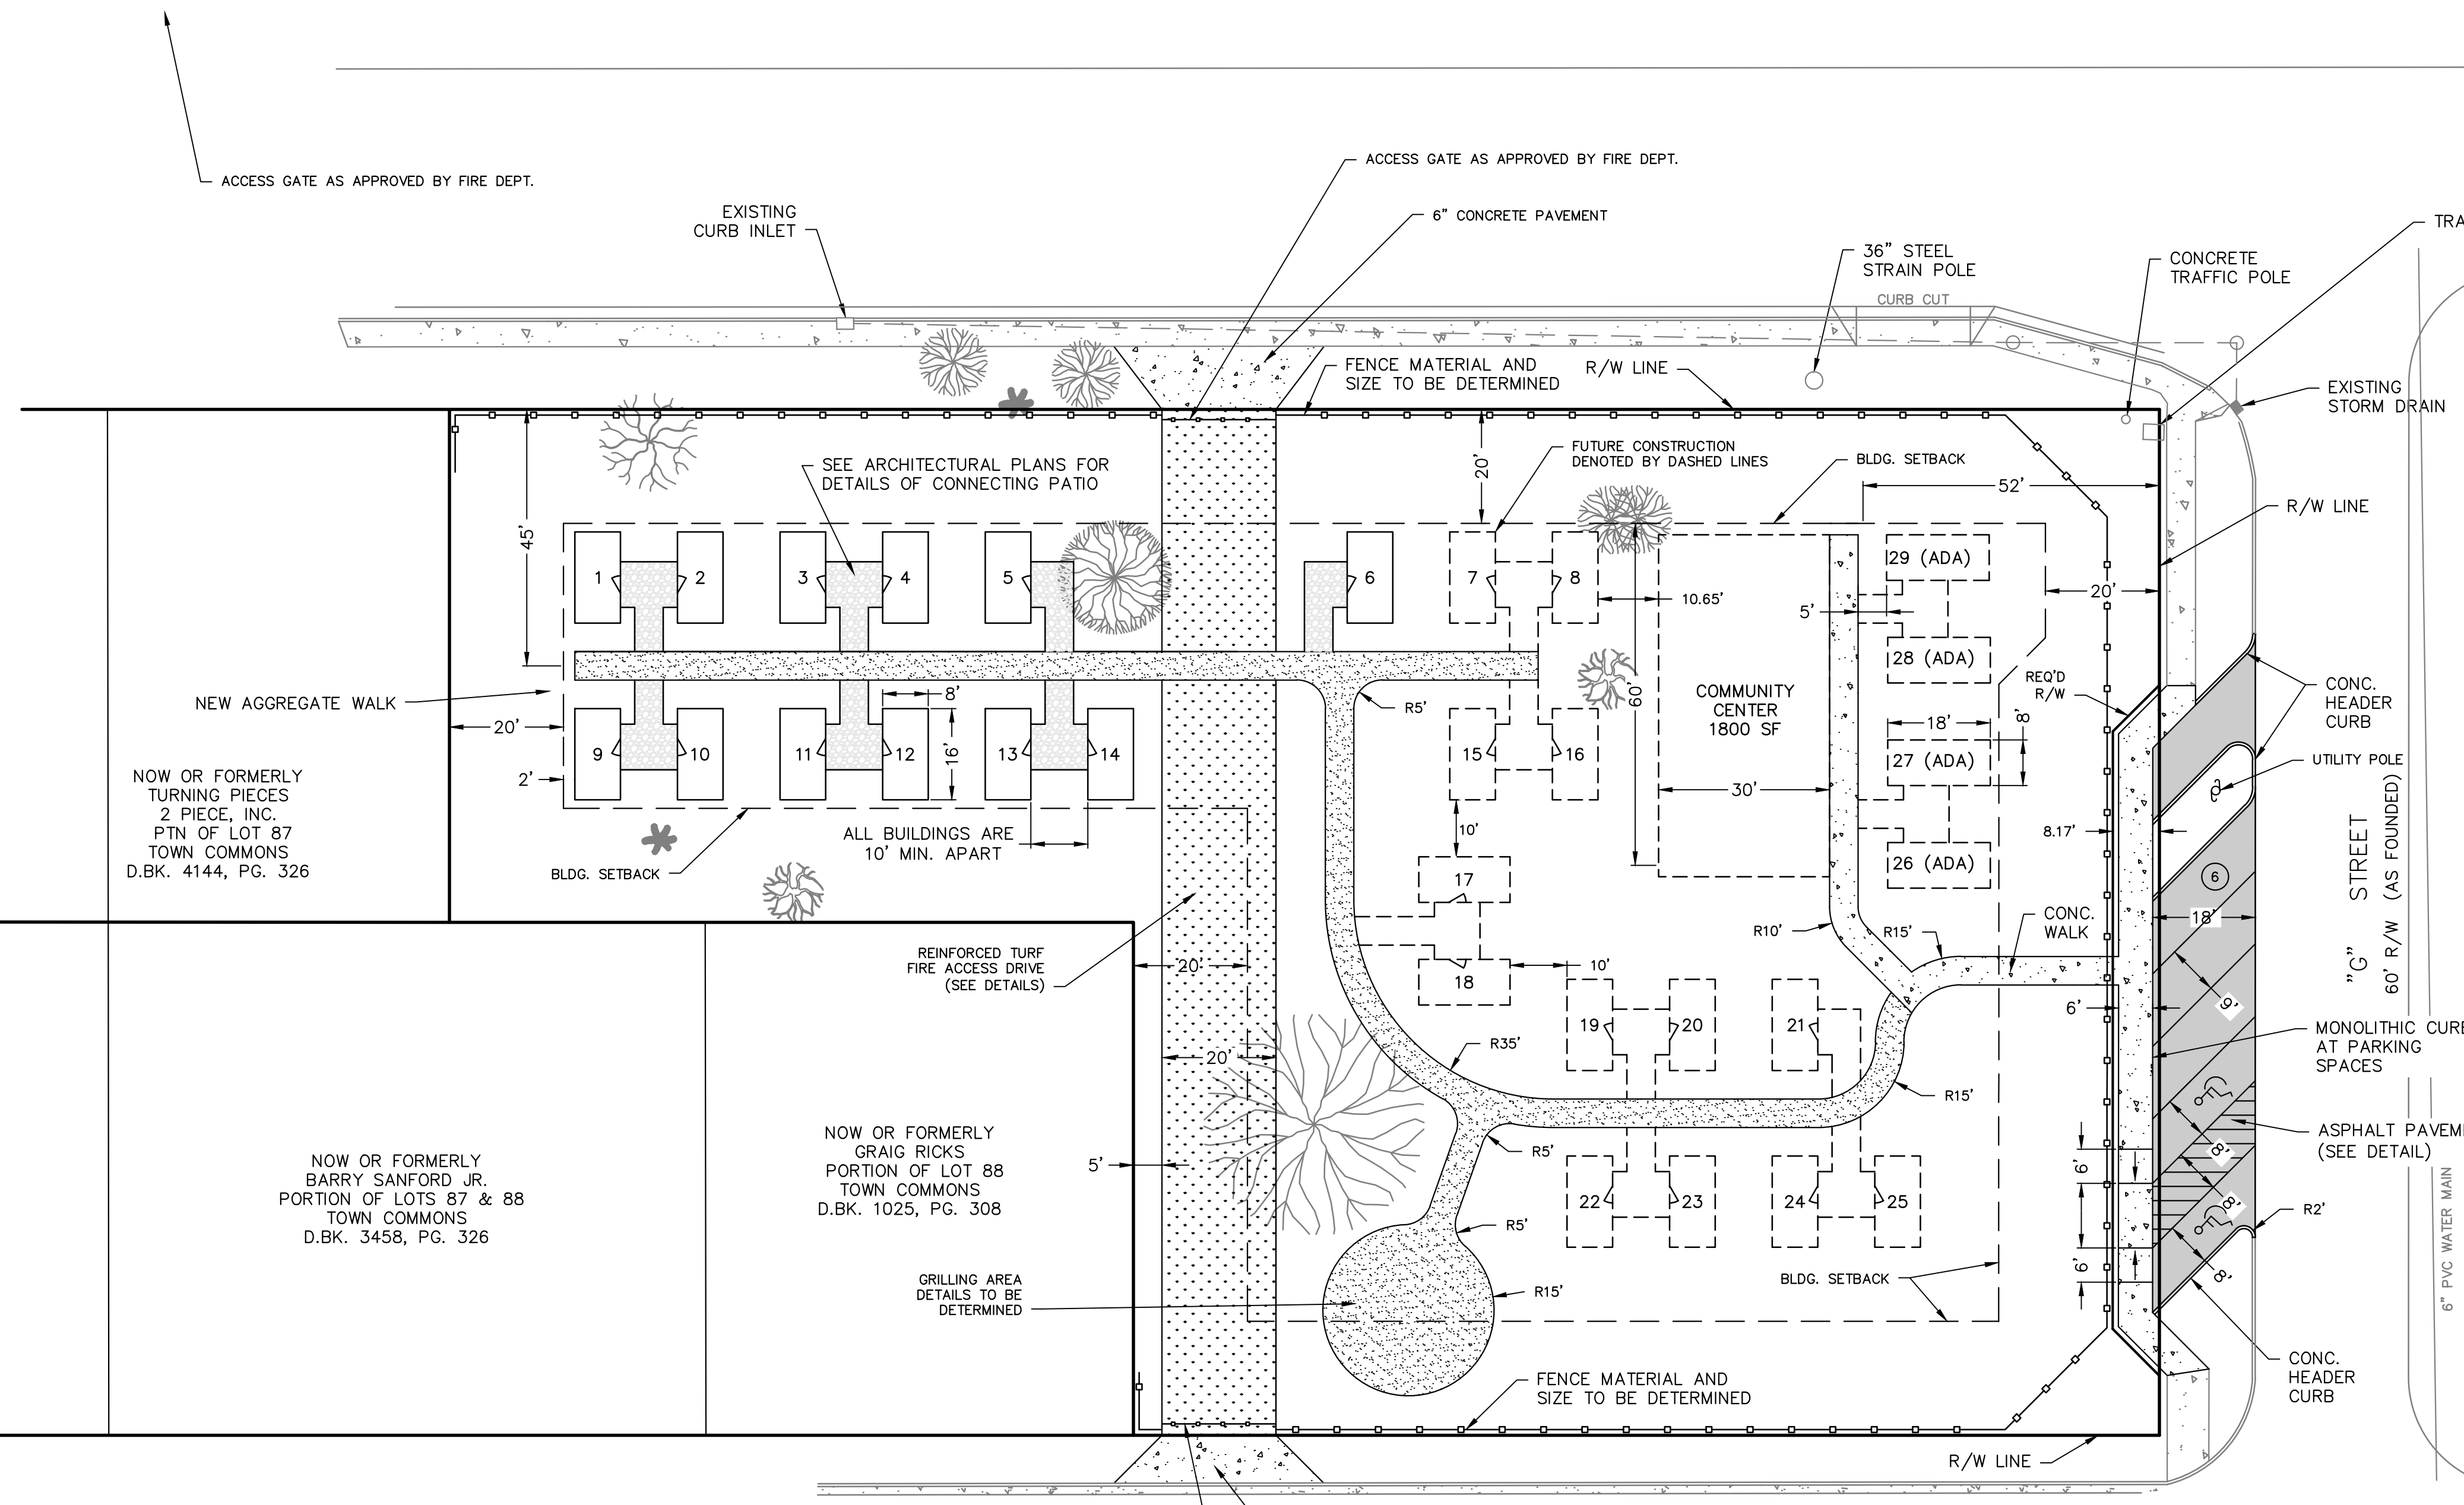 ACCESS GATE AS APPROVED BY FIRE DEPT.
ACCESS GATE AS APPROVED BY FIRE DEPT.
EXISTING
CURB INLET
6" CONCRETE PAVEMENT
36" STEEL
STRAIN POLE
CURB CUT
CONCRETE
TRAFFIC POLE
TRA
FENCE MATERIAL AND
SIZE TO BE DETERMINED
R/W LINE
EXISTING
STORM DRAIN
SEE ARCHITECTURAL PLANS FOR
DETAILS OF CONNECTING PATIO
FUTURE CONSTRUCTION
DENOTED BY DASHED LINES
BLDG. SETBACK
20'
52'
R/W LINE
45'
1
2
3
4
5
6
7
8
10.65'
29 (ADA)
5'
20'
28 (ADA)
NEW AGGREGATE WALK
20'
2'
8'
16'
R5'
60'
COMMUNITY
CENTER
1800 SF
30'
REQ'D
R/W
CONC.
HEADER
CURB
18'
8'
27 (ADA)
UTILITY POLE
9
10
11
12
13
14
15
16
NOW OR FORMERLY
TURNING PIECES
2 PIECE, INC.
PTN OF LOT 87
TOWN COMMONS
D.BK. 4144, PG. 326
BLDG. SETBACK
ALL BUILDINGS ARE
10' MIN. APART
10'
8.17'
26 (ADA)
6
17
18'
"G" STREET
60' R/W (AS FOUNDED)
R10'
R15'
CONC.
WALK
REINFORCED TURF
FIRE ACCESS DRIVE
(SEE DETAILS)
20'
18
10'
9'
6'
19
20
21
MONOLITHIC CURB
AT PARKING
SPACES
20'
R35'
R15'
NOW OR FORMERLY
BARRY SANFORD JR.
PORTION OF LOTS 87 & 88
TOWN COMMONS
D.BK. 3458, PG. 326
NOW OR FORMERLY
GRAIG RICKS
PORTION OF LOT 88
TOWN COMMONS
D.BK. 1025, PG. 308
5'
R5'
8'
ASPHALT PAVEM
(SEE DETAIL)
6'
22
23
24
25
8'
R2'
R5'
6" PVC WATER MAIN
GRILLING AREA
DETAILS TO BE
DETERMINED
R15'
BLDG. SETBACK
6'
8'
FENCE MATERIAL AND
SIZE TO BE DETERMINED
CONC.
HEADER
CURB
R/W LINE